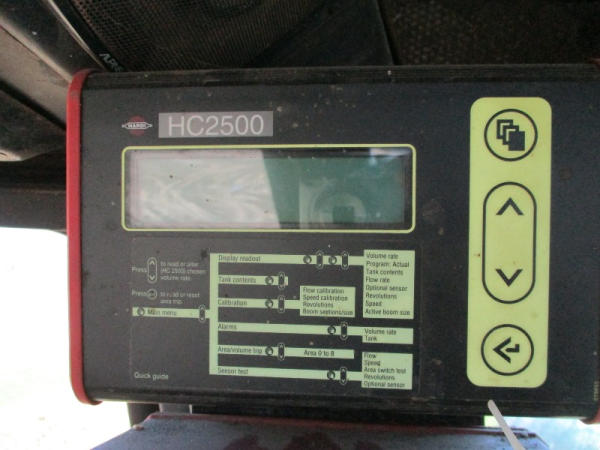 HARDI
HC2500
Press
to read or alter
(HC 2500) chosen
volume rate.
Press
to read or reset
area trip.
Main menu
Quick guide
Display readout
Volume rate
Program: Actual
Tank contents
Flow rate
Optional sensor
Revolutions
Speed
Active boom size
Tank contents
Calibration
Flow calibration
Speed calibration
Revolutions
Boom sections/size
Alarms
Volume rate
Tank
Area/volume trip
Area 0 to 8
Sensor test
Flow
Speed
Area switch test
Revolutions
Optional sensor